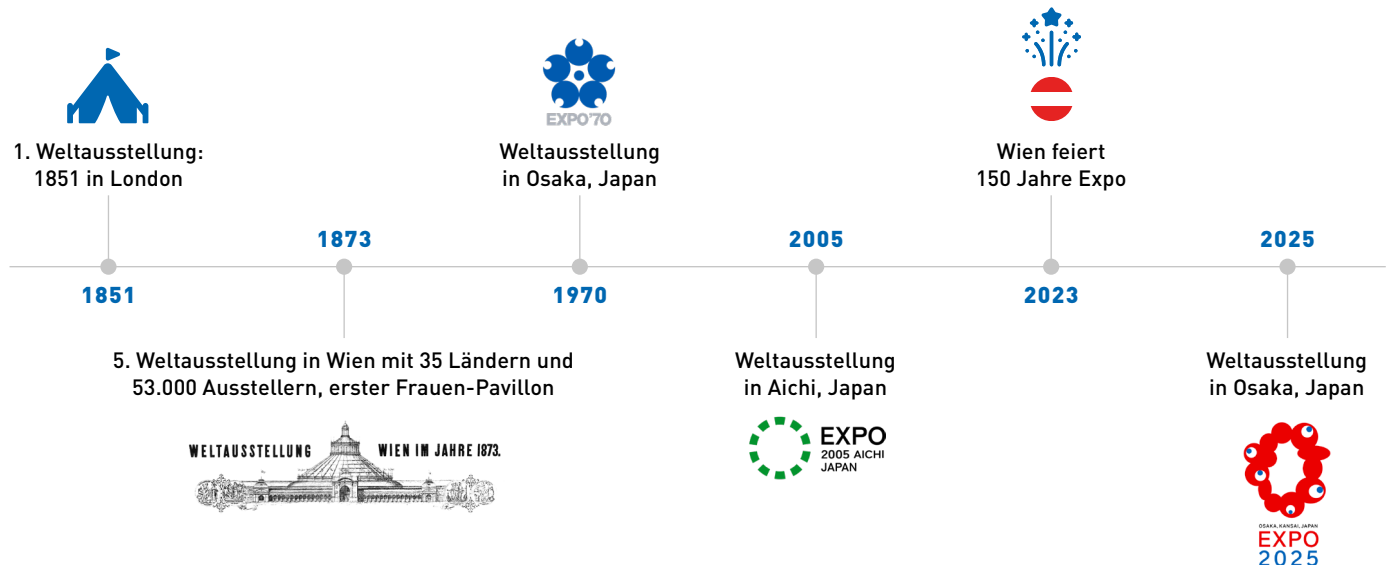 EXPO'70
1. Weltausstellung:
1851 in London
Weltausstellung
in Osaka, Japan
Wien feiert
150 Jahre Expo
1873
2005
2025
1851
1970
2023
5. Weltausstellung in Wien mit 35 Ländern und
53.000 Ausstellern, erster Frauen-Pavillon
WELTAUSSTELLUNG WIEN IM JAHRE 1873.
Weltausstellung
in Aichi, Japan
EXPO
2005 AICHI
JAPAN
Weltausstellung
in Osaka, Japan
OSAKA, KANSAI, JAPAN
EXPO
2025